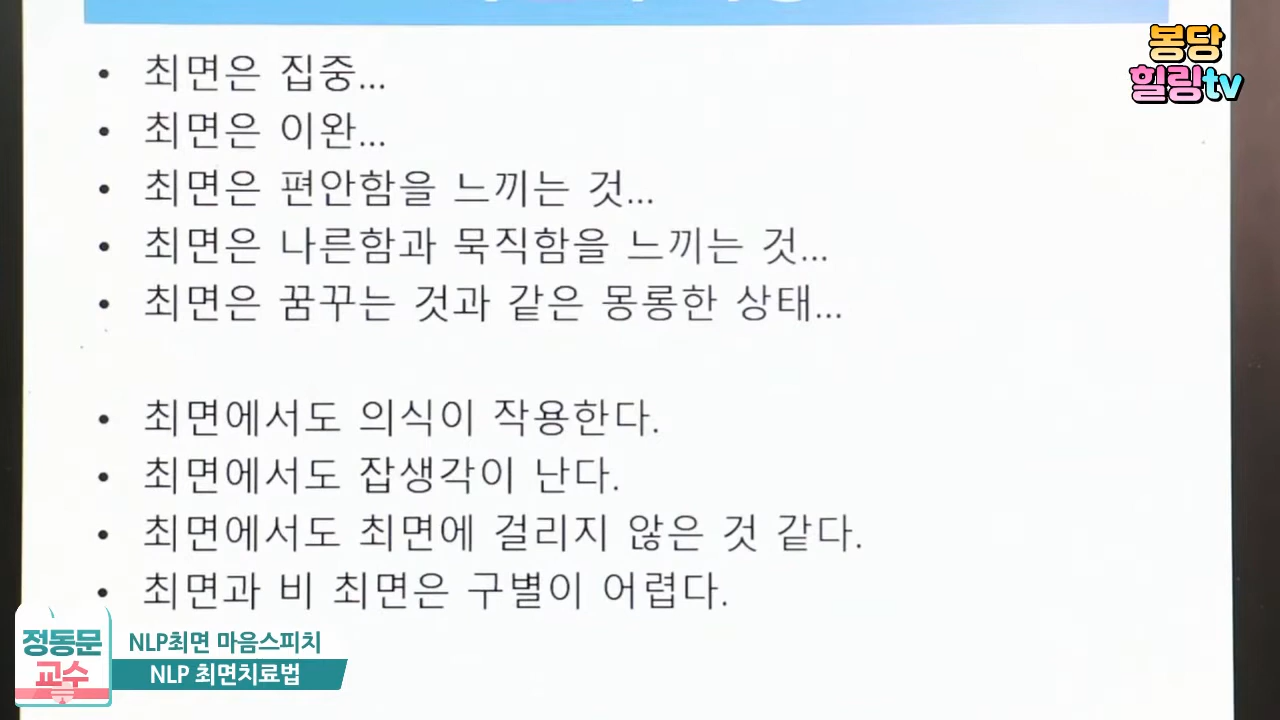 봉당
힐링tv
• 최면은 집중...
• 최면은 이완...
• 최면은 편안함을 느끼는 것...
• 최면은 나른함과 묵직함을 느끼는 것...
• 최면은 꿈꾸는 것과 같은 몽롱한 상태...
• 최면에서도 의식이 작용한다.
• 최면에서도 잡생각이 난다.
• 최면에서도 최면에 걸리지 않은 것 같다.
• 최면과 비 최면은 구별이 어렵다.
정동문
교수
NLP최면 마음스피치
NLP 최면치료법